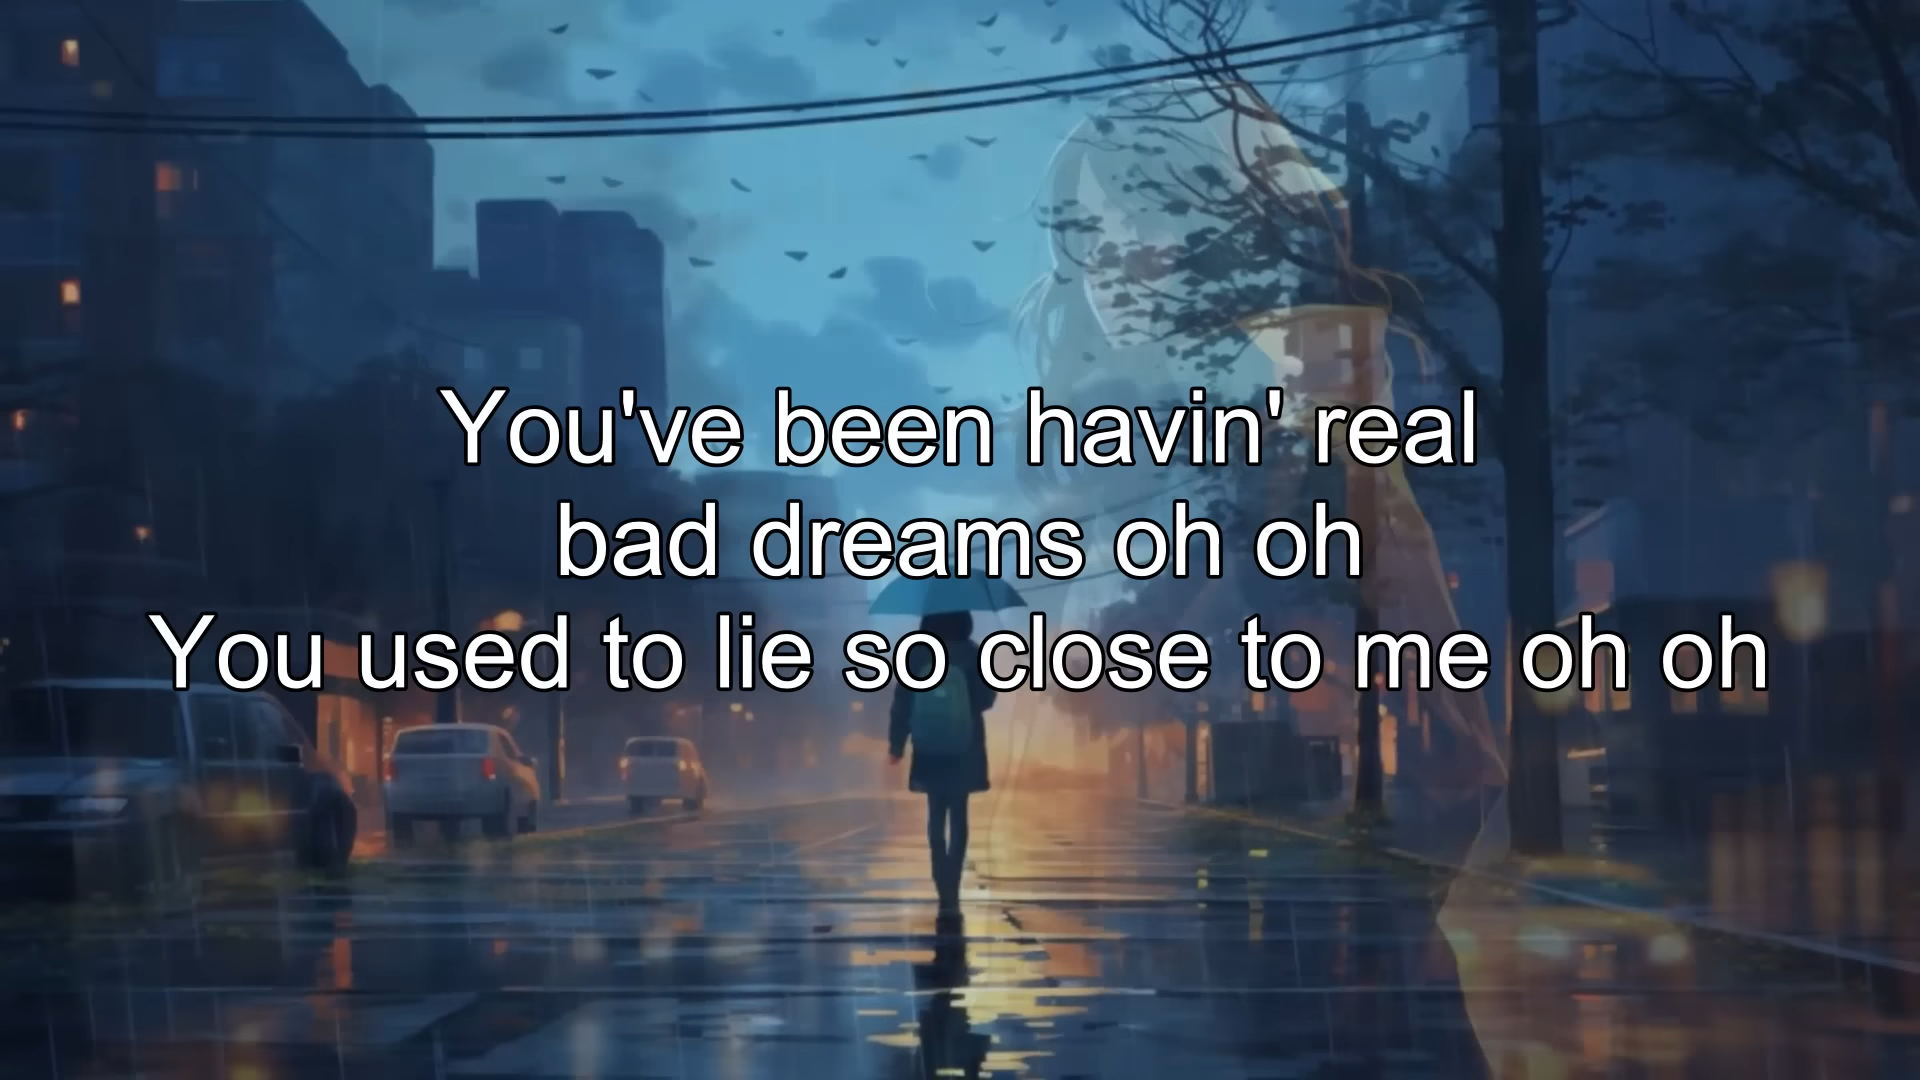 You've been havin' real
bad dreams oh oh
You used to lie so close to me oh oh